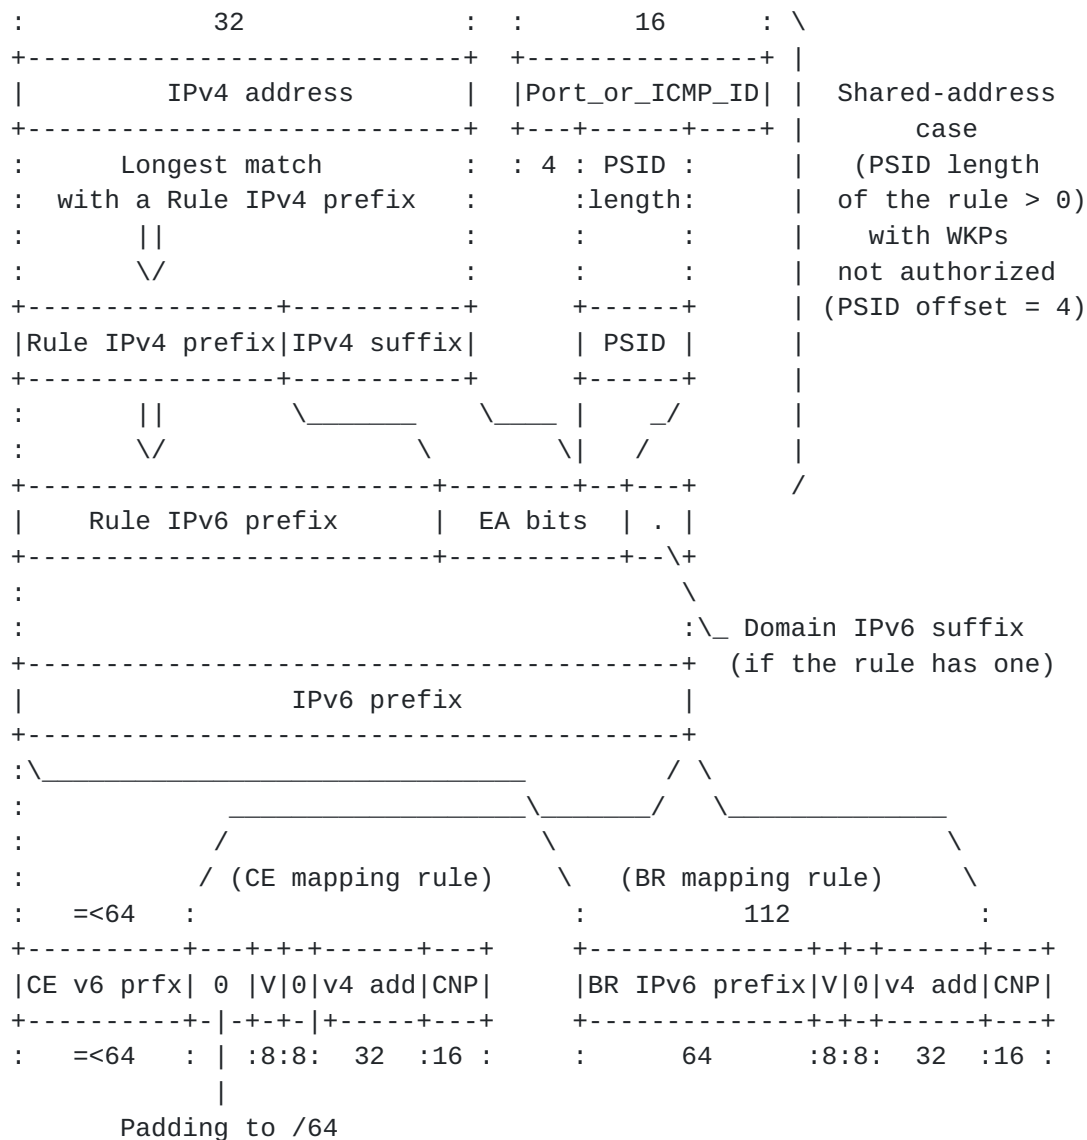 :              32              :  :       16      : \
+----------------------------+  +---------------+ |
|         IPv4 address       |  |Port_or_ICMP_ID| |  Shared-address
+----------------------------+  +---+------+----+ |       case
:      Longest match         :  : 4 : PSID :      |   (PSID length
:  with a Rule IPv4 prefix   :      :length:      |  of the rule > 0)
:       ||                   :      :      :      |    with WKPs
:       \/                   :      :      :      |  not authorized
+----------------+-----------+      +------+      | (PSID offset = 4)
|Rule IPv4 prefix|IPv4 suffix|      | PSID |      |
+----------------+-----------+      +------+      |
:       ||        \_______    \____ |    _/       |
:       \/                \        \|   /         |
+--------------------------+--------+--+---+      /
|    Rule IPv6 prefix      |  EA bits  | . |
+--------------------------+-----------+--\+
:                                          \
:                                          :\_ Domain IPv6 suffix
+------------------------------------------+  (if the rule has one)
|                 IPv6 prefix              |
+------------------------------------------+
:\_______________________________         / \
:             ___________________\_______/   \______________
:            /                    \                         \
:           / (CE mapping rule)    \   (BR mapping rule)     \
:   =<64   :                        :          112            :
+----------+---+-+-+------+---+     +--------------+-+-+------+---+
|CE v6 prfx| 0 |V|0|v4 add|CNP|     |BR IPv6 prefix|V|0|v4 add|CNP|
+----------+-|-+-+-|+-----+---+     +--------------+-+-+------+---+
:   =<64   : | :8:8:  32  :16 :     :      64      :8:8:  32  :16 :
|
Padding to /64